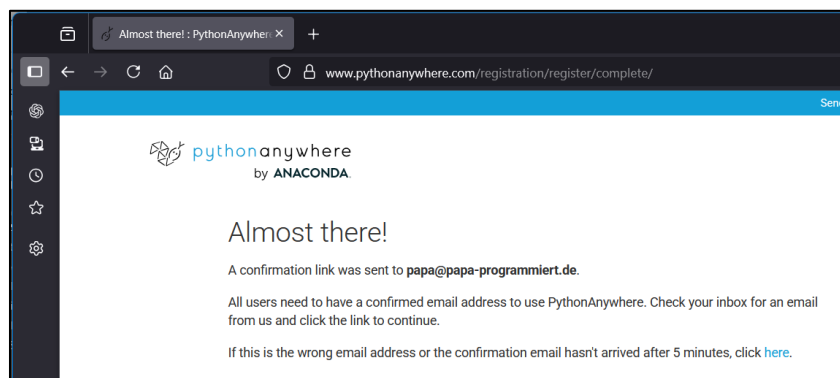 Almost there! : PythonAnywher
www.pythonanywhere.com/registration/register/complete/
pythonanywhere
by ANACONDA.
Almost there!
A confirmation link was sent to papa@papa-programmiert.de.
All users need to have a confirmed email address to use PythonAnywhere. Check your inbox for an email
from us and click the link to continue.
If this is the wrong email address or the confirmation email hasn't arrived after 5 minutes, click here.